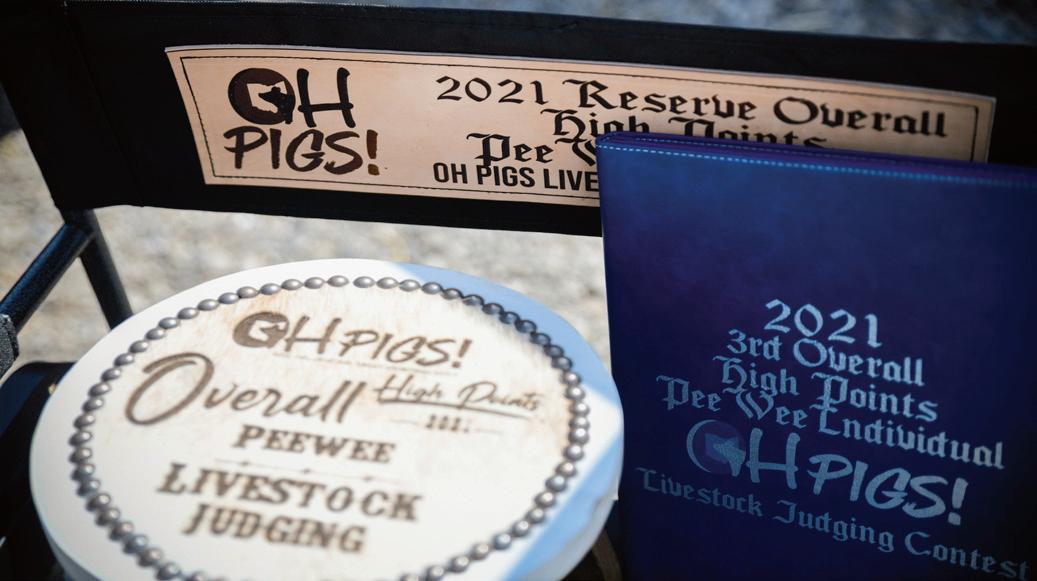 OH
PIGS!
2021 Reserve Overall
High Points
Pee
OH PIGS LIVE
OH PIGS!
Overall High Points
2021
PEEWEE
LIVESTOCK
JUDGING
2021
3rd Overall
High Points
Pee Wee Individual
OH PIGS!
Livestock Judging Contest